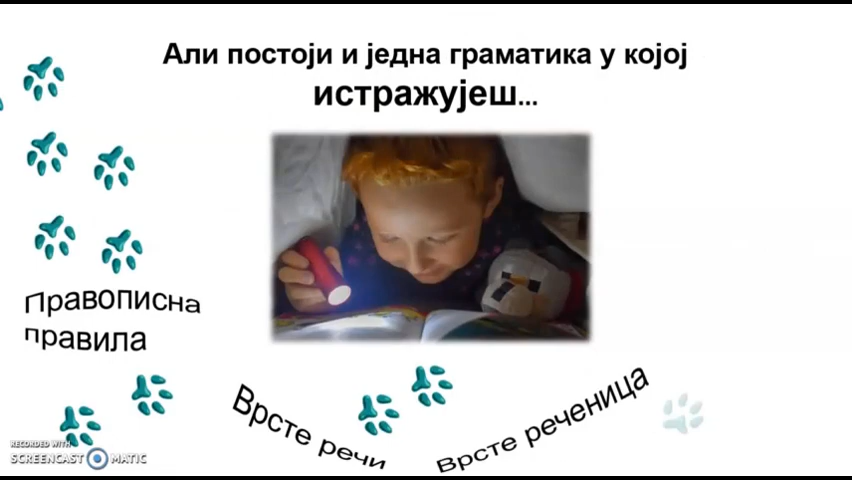 Али постоји и једна граматика у којој
истражујеш...
Правописна
правила
Врсте речи
Врсте реченица
RECORDED WITH
SCREENCAST MATIC